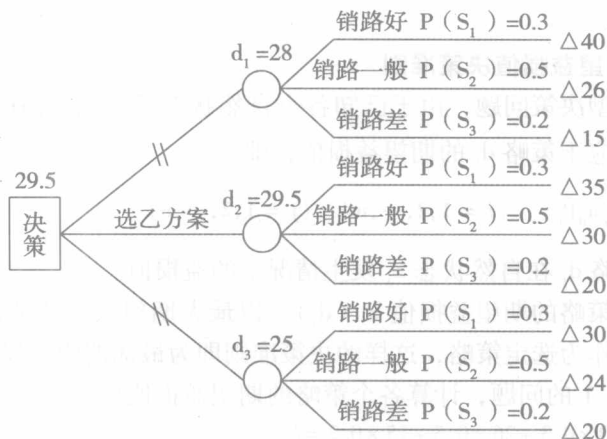 销路好 P(S₁)=0.3 △40
d₁=28 销路一般 P(S₂)=0.5 △26
销路差 P(S₃)=0.2 △15
销路好 P(S₁)=0.3 △35
29.5 决策 选乙方案 d₂=29.5 销路一般 P(S₂)=0.5 △30
销路差 P(S₃)=0.2 △20
销路好 P(S₁)=0.3 △30
d₃=25 销路一般 P(S₂)=0.5 △24
销路差 P(S₃)=0.2 △20